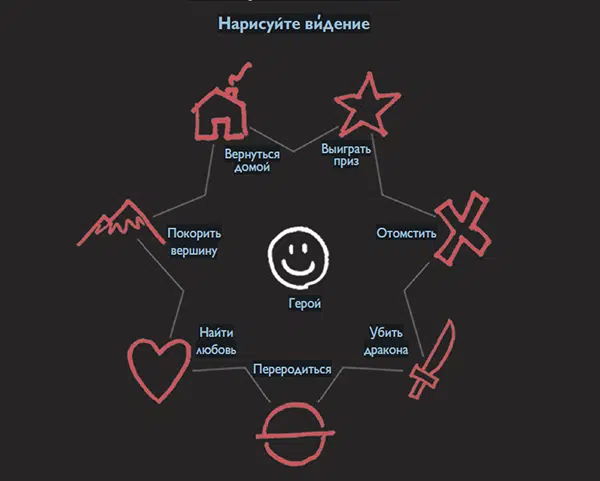 Нарисуйте ви́дение
Вернуться
домой
Выиграть
приз
Покорить
вершину
Отомстить
Герой
Найти
любовь
Убить
дракона
Переродиться